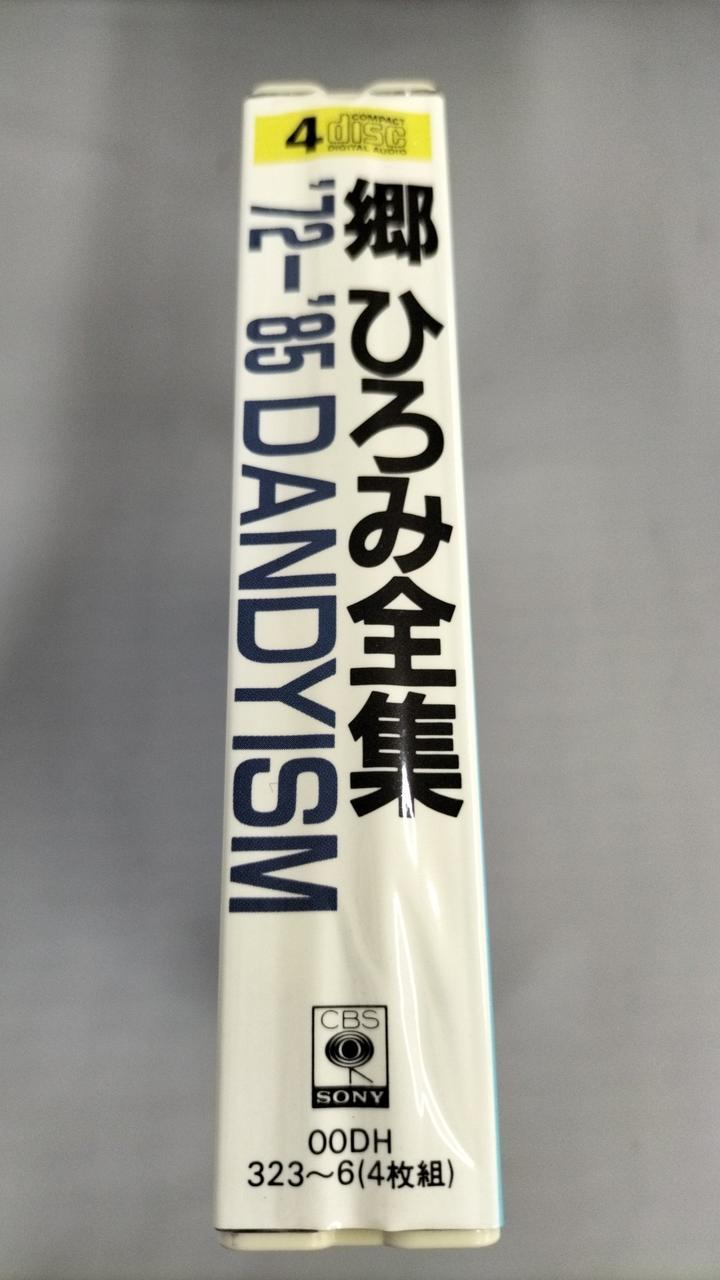 4 COMPACT disc DIGITAL AUDIO
郷 ひろみ全集
'72-'85 DANDYISM
CBS
SONY
00DH
323〜6(4枚組)